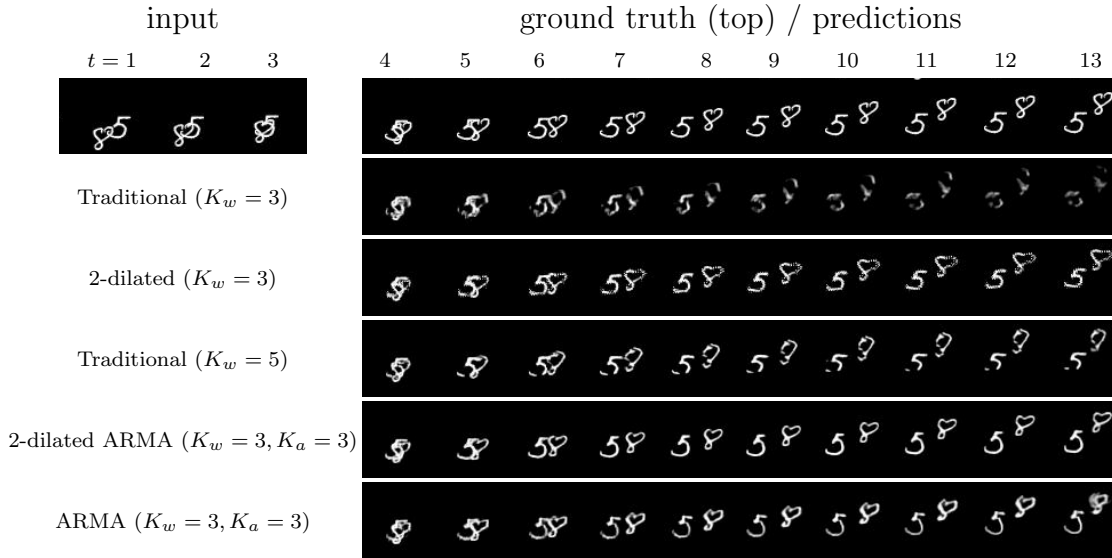 input ground truth (top) / predictions
t = 1 2 3 4 5 6 7 8 9 10 11 12 13
Traditional (K_w = 3)
2-dilated (K_w = 3)
Traditional (K_w = 5)
2-dilated ARMA (K_w = 3, K_a = 3)
ARMA (K_w = 3, K_a = 3)